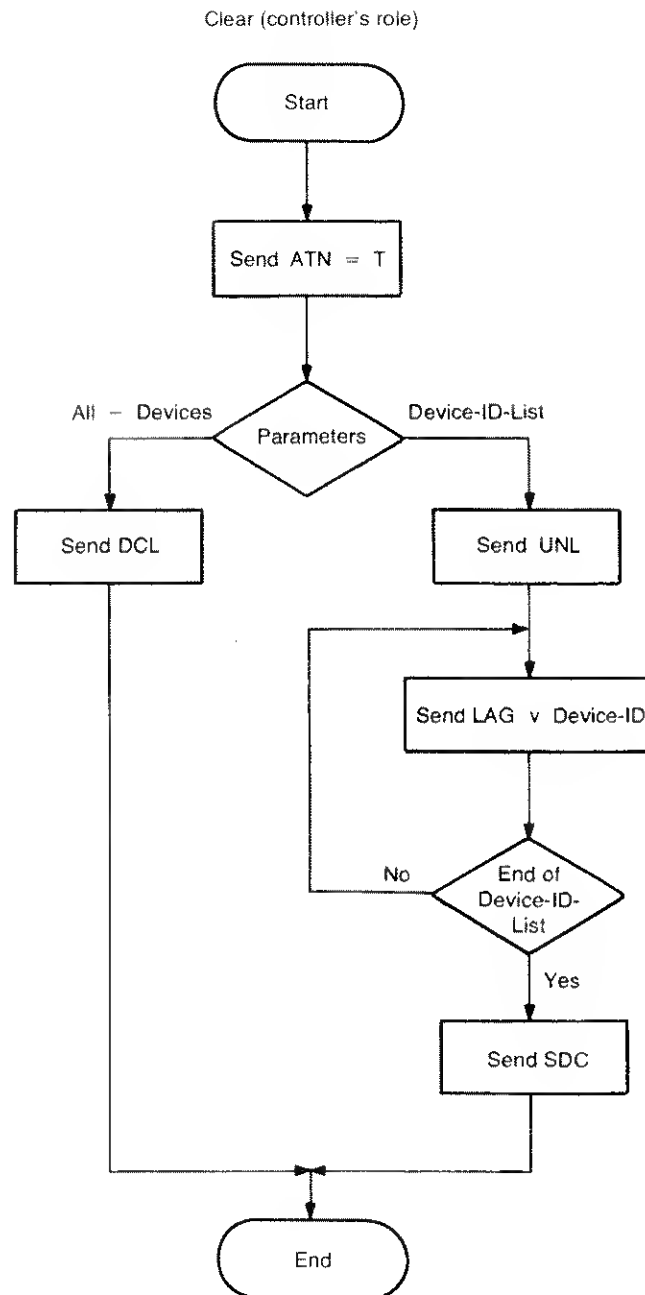 Clear (controller's role)
Start
Send ATN = T
All – Devices
Parameters
Device-ID-List
Send DCL
Send UNL
Send LAG v Device-ID
No
End of
Device-ID-
List
Yes
Send SDC
End